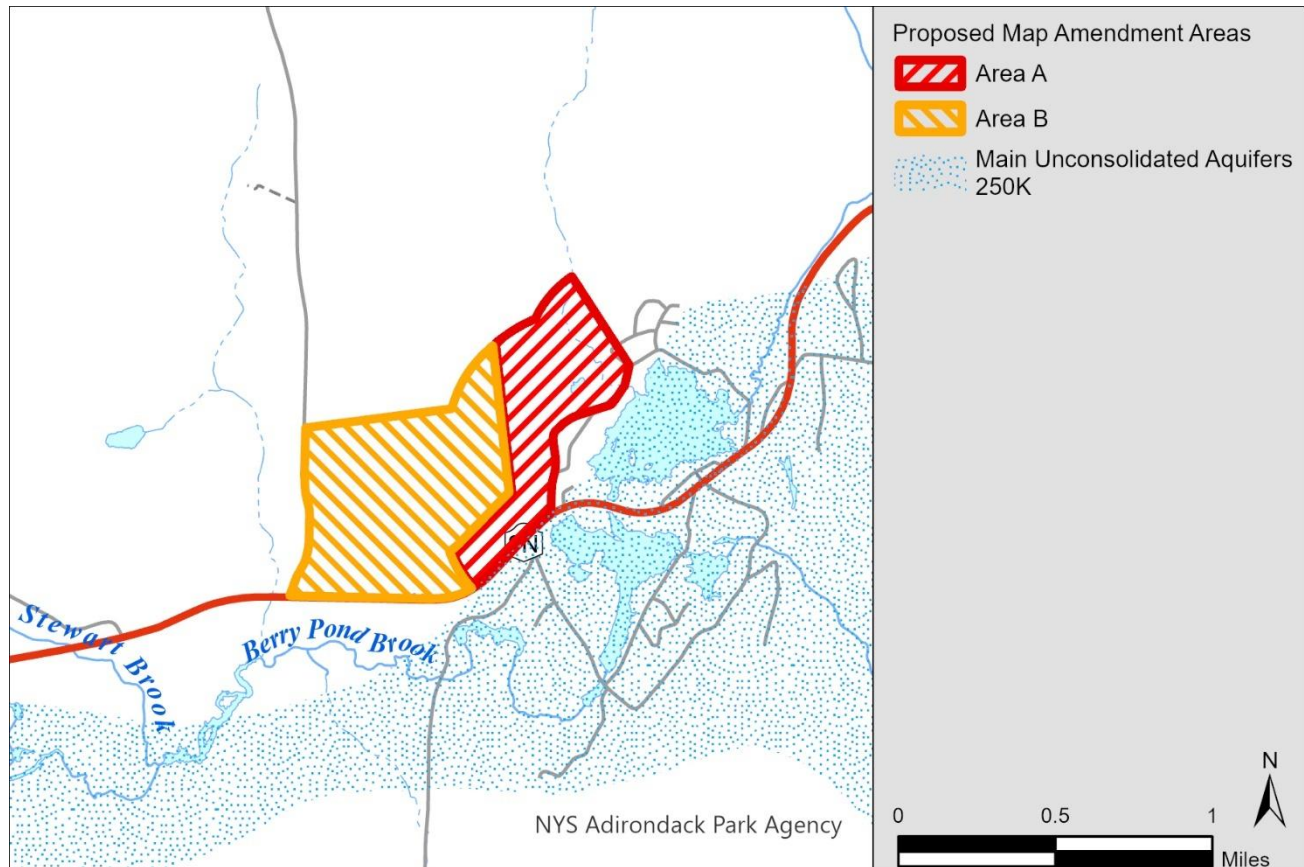 Proposed Map Amendment Areas
Area A
Area B
Main Unconsolidated Aquifers
250K
Stewart Brook
Berry Pond Brook
NYS Adirondack Park Agency
N
0 0.5 1
Miles